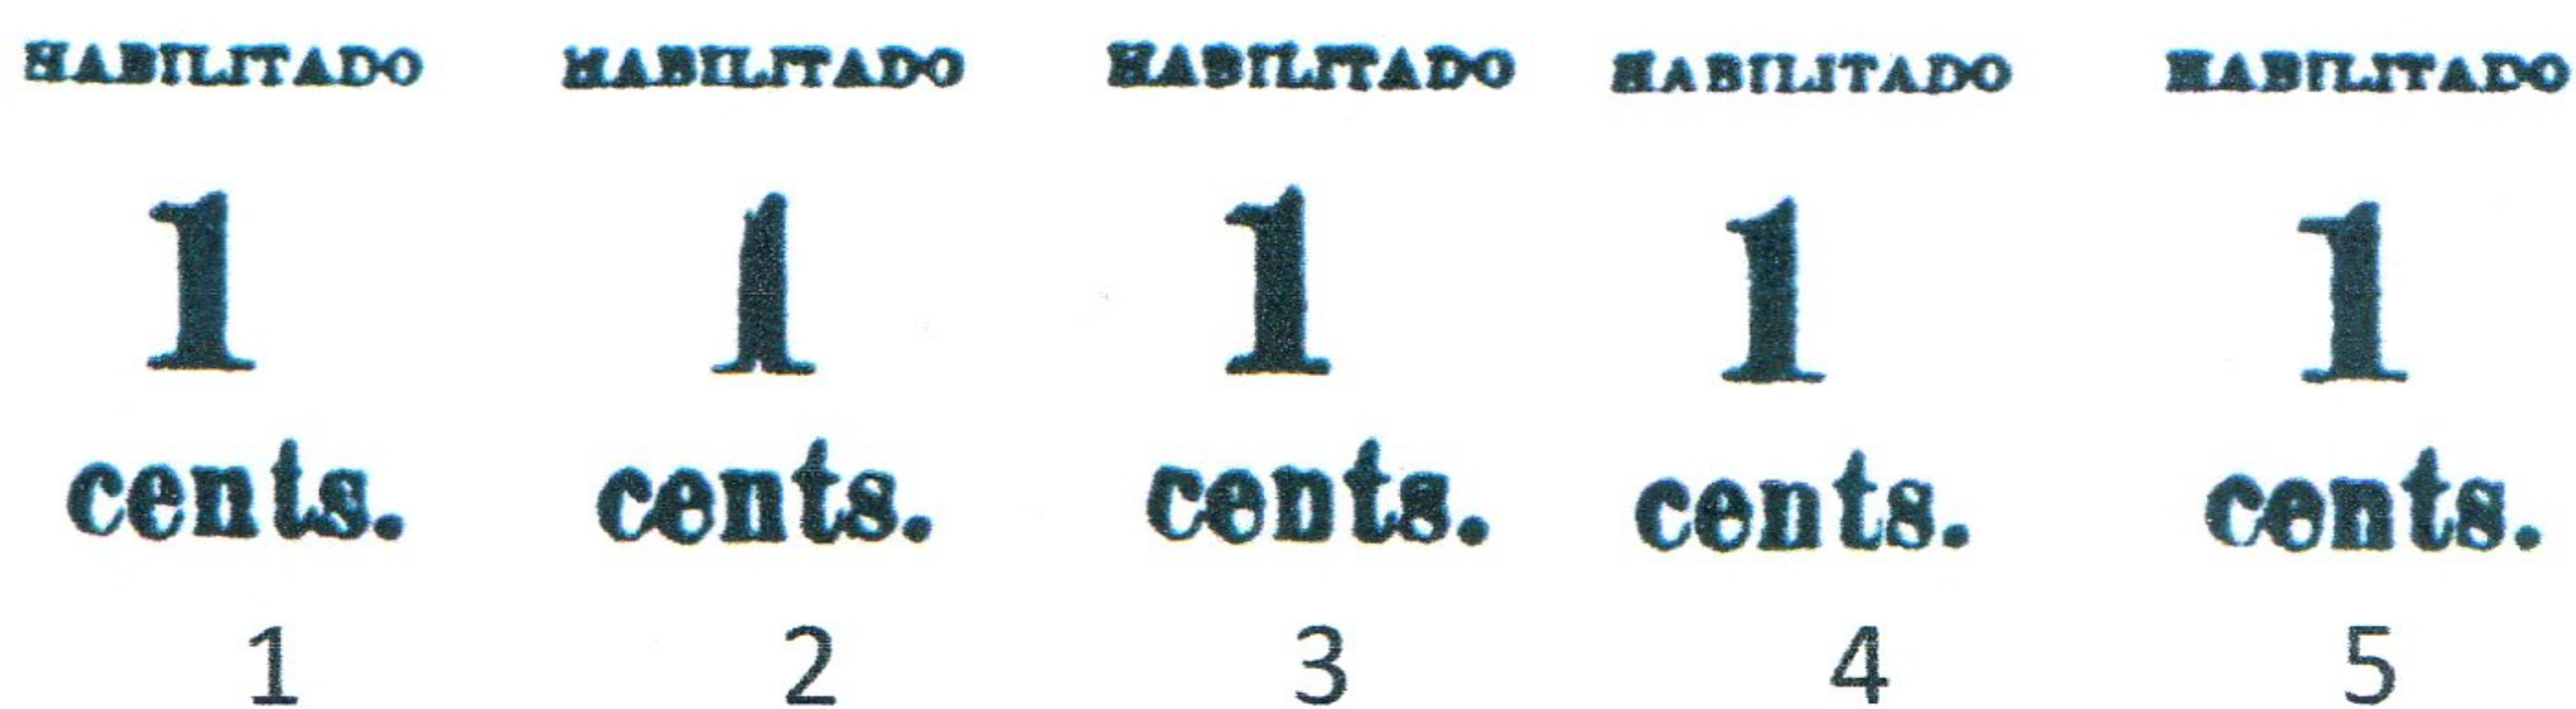 HABILITADO HABILITADO HABILITADO HABILITADO HABILITADO
1 1 1 1 1
cents. cents. cents. cents. cents.
1 2 3 4 5